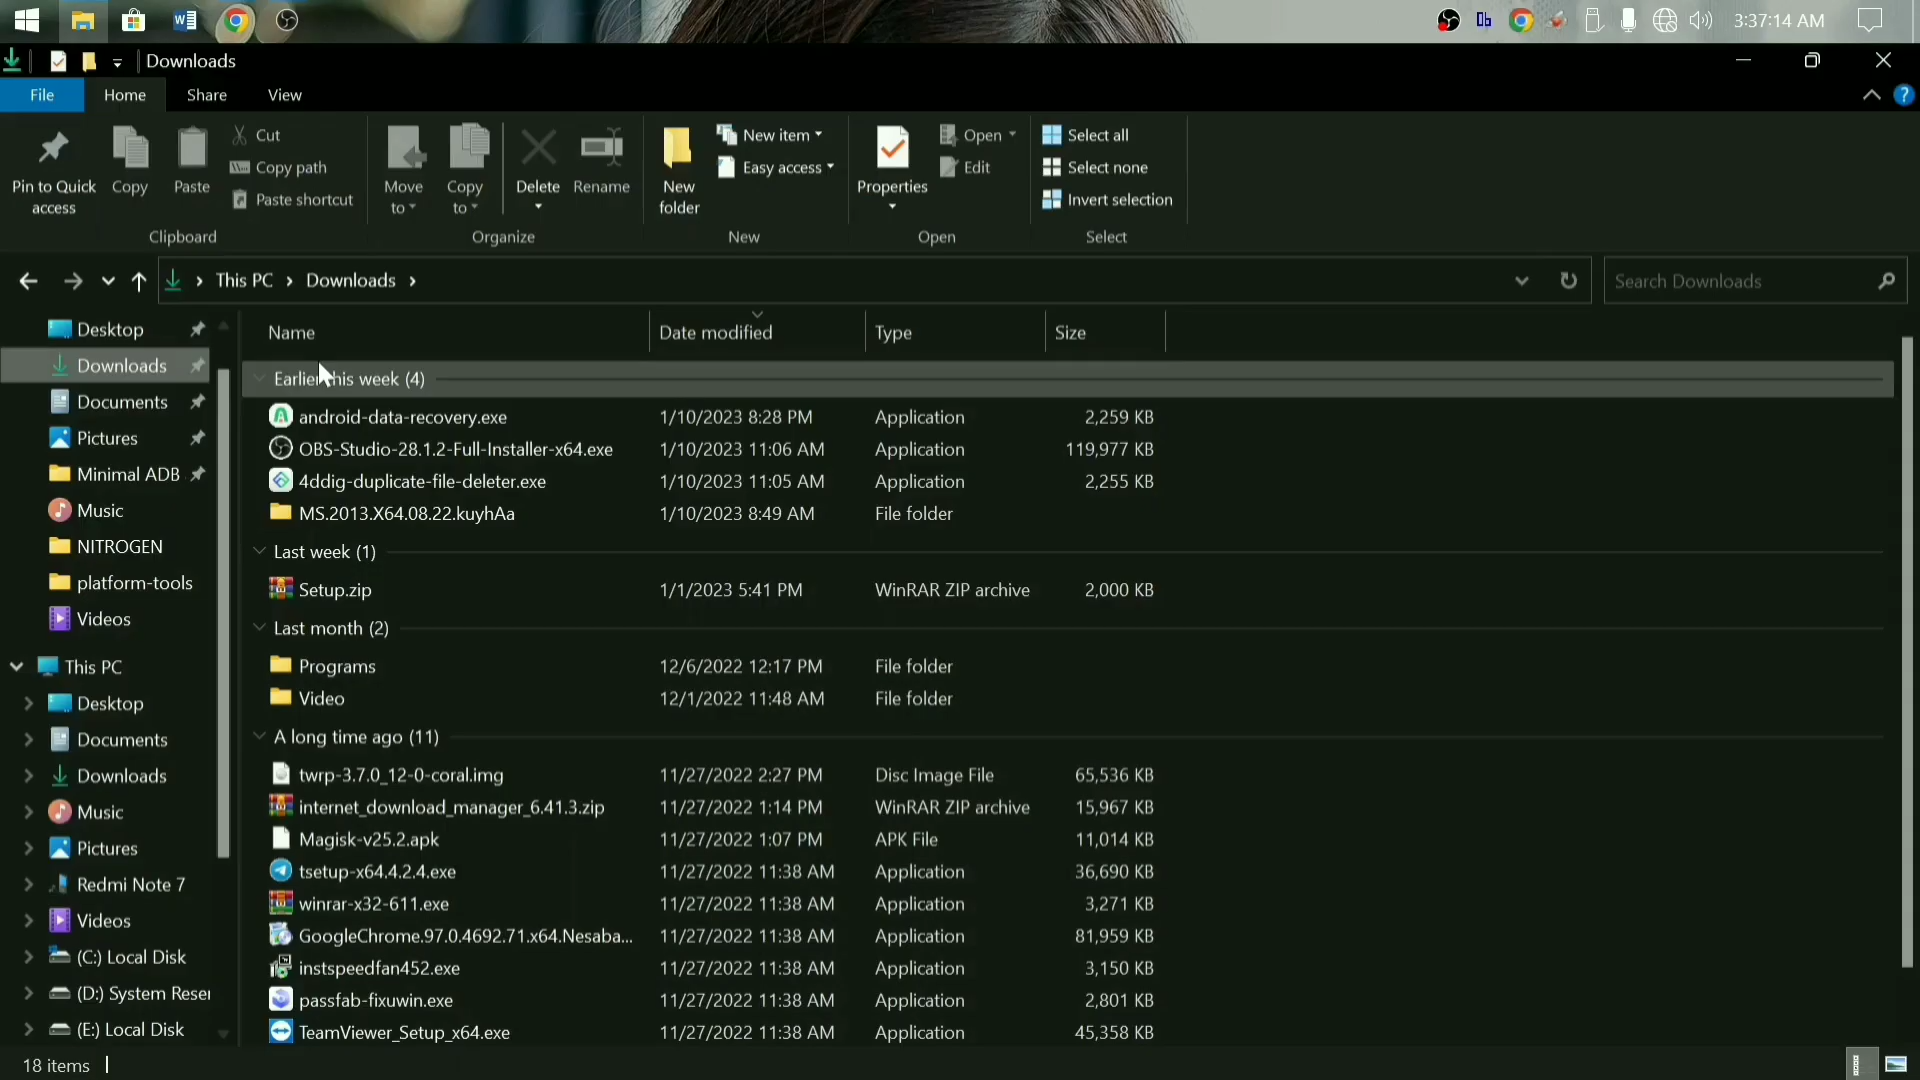 3:37:14 AM
Downloads
File Home Share View
Pin to Quick access
Copy
Paste
Cut
Copy path
Paste shortcut
Clipboard
Move to
Copy to
Delete
Rename
Organize
New folder
New item
Easy access
New
Properties
Open
Edit
Open
Select all
Select none
Invert selection
Select
This PC Downloads
Search Downloads
Desktop
Downloads
Documents
Pictures
Minimal ADB
Music
NITROGEN
platform-tools
Videos
This PC
Desktop
Documents
Downloads
Music
Pictures
Redmi Note 7
Videos
(C:) Local Disk
(D:) System Reser
(E:) Local Disk
Name Date modified Type Size
Earlier this week (4)
android-data-recovery.exe 1/10/2023 8:28 PM Application 2,259 KB
OBS-Studio-28.1.2-Full-Installer-x64.exe 1/10/2023 11:06 AM Application 119,977 KB
4ddig-duplicate-file-deleter.exe 1/10/2023 11:05 AM Application 2,255 KB
MS.2013.X64.08.22.kuyhAa 1/10/2023 8:49 AM File folder
Last week (1)
Setup.zip 1/1/2023 5:41 PM WinRAR ZIP archive 2,000 KB
Last month (2)
Programs 12/6/2022 12:17 PM File folder
Video 12/1/2022 11:48 AM File folder
A long time ago (11)
twrp-3.7.0_12-0-coral.img 11/27/2022 2:27 PM Disc Image File 65,536 KB
internet_download_manager_6.41.3.zip 11/27/2022 1:14 PM WinRAR ZIP archive 15,967 KB
Magisk-v25.2.apk 11/27/2022 1:07 PM APK File 11,014 KB
tsetup-x64.4.2.4.exe 11/27/2022 11:38 AM Application 36,690 KB
winrar-x32-611.exe 11/27/2022 11:38 AM Application 3,271 KB
GoogleChrome.97.0.4692.71.x64.Nesaba... 11/27/2022 11:38 AM Application 81,959 KB
instspeedfan452.exe 11/27/2022 11:38 AM Application 3,150 KB
passfab-fixuwin.exe 11/27/2022 11:38 AM Application 2,801 KB
TeamViewer_Setup_x64.exe 11/27/2022 11:38 AM Application 45,358 KB
18 items